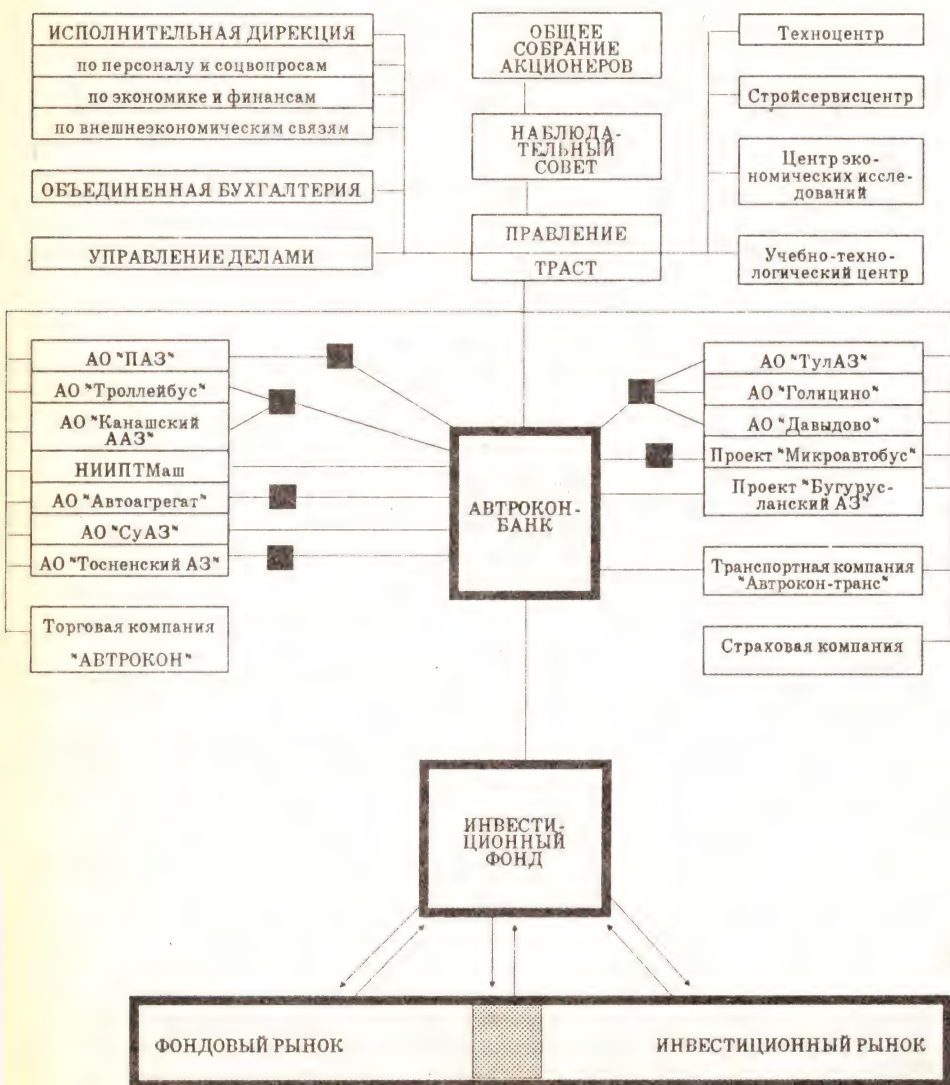 ИСПОЛНИТЕЛЬНАЯ ДИРЕКЦИЯ
по персоналу и соцвопросам
по экономике и финансам
по внешнеэкономическим связям
ОБЪЕДИНЕННАЯ БУХГАЛТЕРИЯ
УПРАВЛЕНИЕ ДЕЛАМИ
ОБЩЕЕ
СОБРАНИЕ
АКЦИОНЕРОВ
НАБЛЮДА-
ТЕЛЬНЫЙ
СОВЕТ
ПРАВЛЕНИЕ
ТРАСТ
Техноцентр
Стройсервисцентр
Центр эко-
номических иссле-
дований
Учебно-техно-
логический центр
АО "ПАЗ"
АО "Троллейбус"
АО "Канашский
ААЗ"
НИИПТМаш
АО "Автоагрегат"
АО "СуАЗ"
АО "Тосненский АЗ"
Торговая компания
"АВТРОКОН"
АВТРОКОН-
БАНК
АО "ТулАЗ"
АО "Голицино"
АО "Давыдово"
Проект "Микроавтобус"
Проект "Бугурус-
ланский АЗ"
Транспортная компания
"Автрокон-транс"
Страховая компания
ИНВЕСТИ-
ЦИОННЫЙ
ФОНД
ФОНДОВЫЙ РЫНОК
ИНВЕСТИЦИОННЫЙ РЫНОК